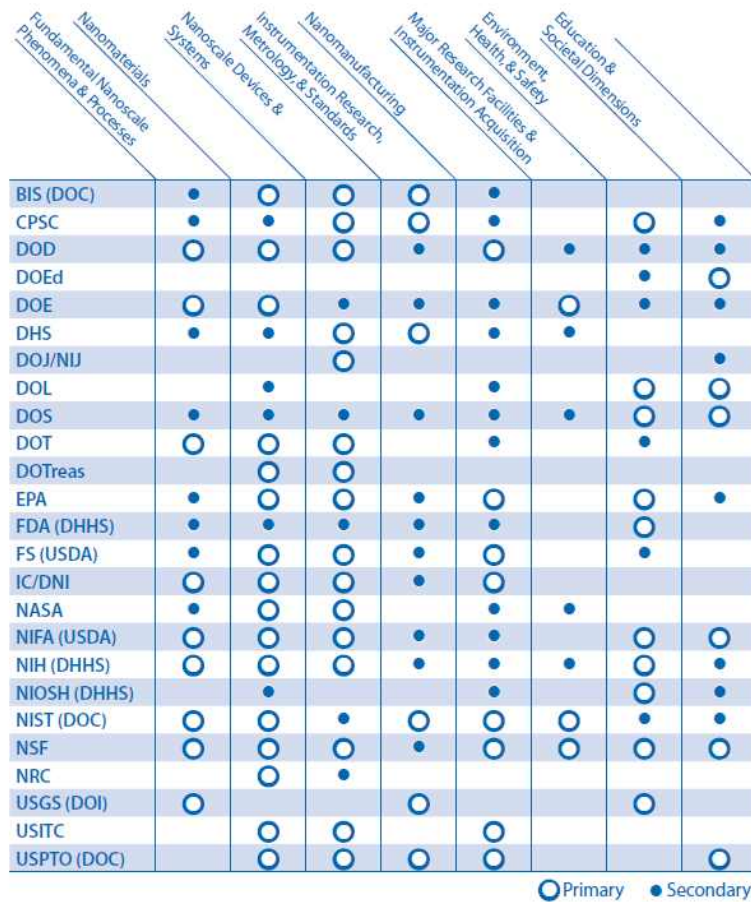 Fundamental Nanoscale
Phenomena & Processes
Nanomaterials
Nanoscale Devices &
Systems
Instrumentation Research,
Metrology, & Standards
Nanomanufacturing
Major Research Facilities &
Instrumentation Acquisition
Environment,
Health, & Safety
Education &
Societal Dimensions
BIS (DOC)
CPSC
DOD
DOEd
DOE
DHS
DOJ/NIJ
DOL
DOS
DOT
DOTreas
EPA
FDA (DHHS)
FS (USDA)
IC/DNI
NASA
NIFA (USDA)
NIH (DHHS)
NIOSH (DHHS)
NIST (DOC)
NSF
NRC
USGS (DOI)
USITC
USPTO (DOC)
Primary Secondary